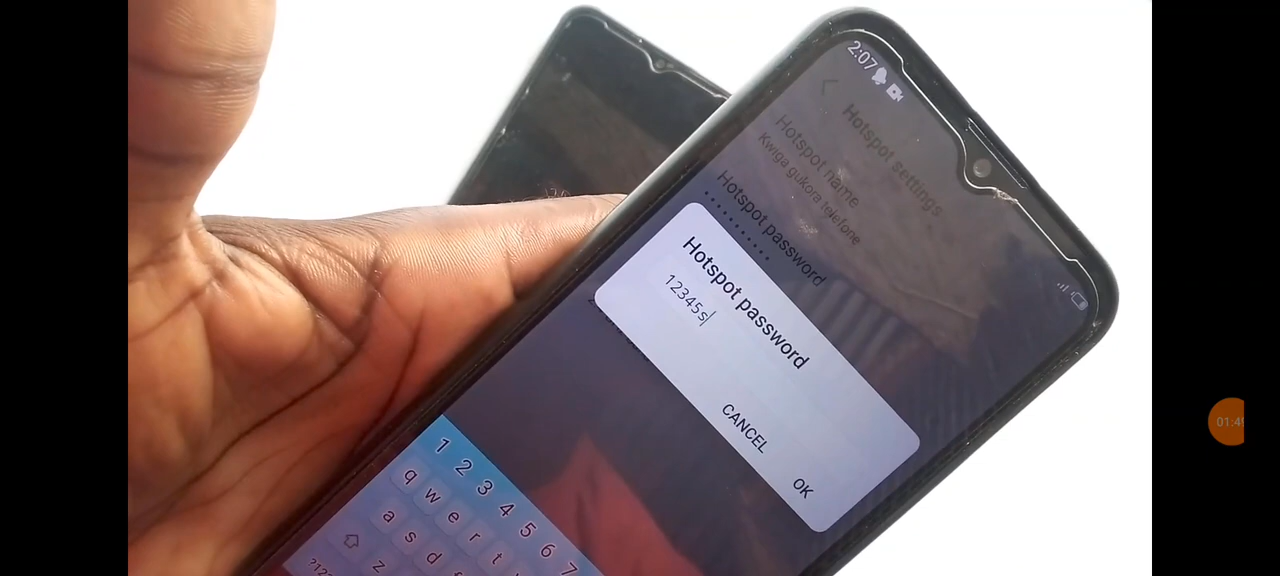 2:07
Hotspot settings
Hotspot name
Kwiga gukora telefone
Hotspot password
...........
Hotspot password
12345s
CANCEL
OK
1 2 3 4 5 6 7
q w e r t
a s d f
z
?123